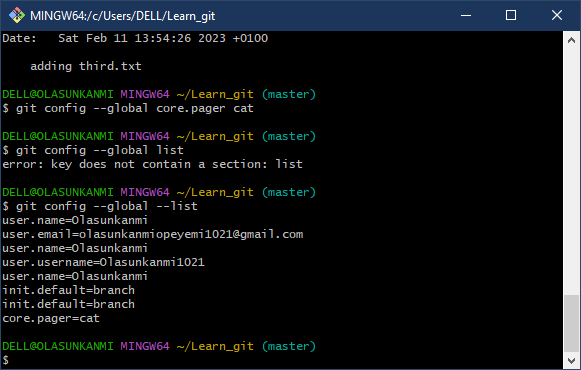 MINGW64:/c/Users/DELL/Learn_git
Date:   Sat Feb 11 13:54:26 2023 +0100
    adding third.txt
DELL@OLASUNKANMI MINGW64 ~/Learn_git (master)
$ git config --global core.pager cat
DELL@OLASUNKANMI MINGW64 ~/Learn_git (master)
$ git config --global list
error: key does not contain a section: list
DELL@OLASUNKANMI MINGW64 ~/Learn_git (master)
$ git config --global --list
user.name=Olasunkanmi
user.email=olasunkanmiopeyemi1021@gmail.com
user.name=Olasunkanmi
user.username=Olasunkanmi1021
user.name=Olasunkanmi
init.default=branch
init.default=branch
core.pager=cat
DELL@OLASUNKANMI MINGW64 ~/Learn_git (master)
$